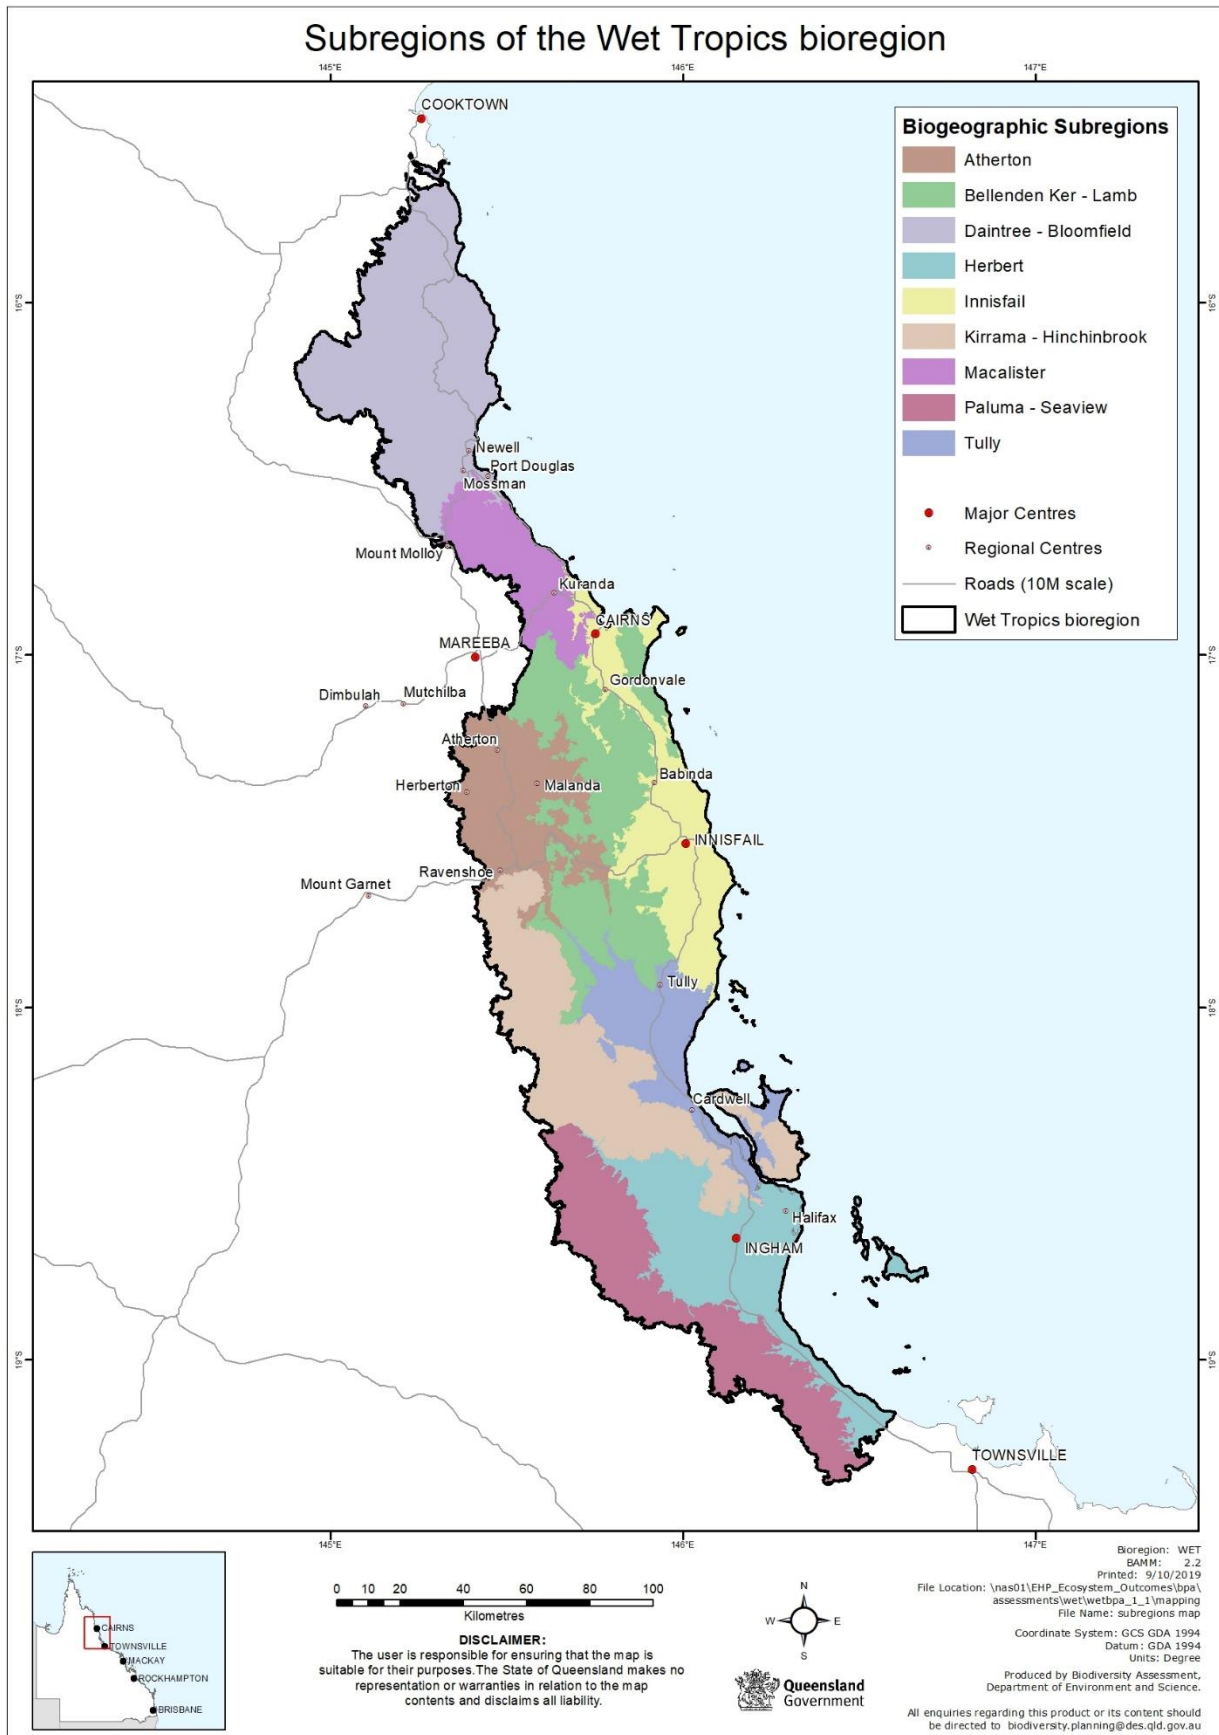 Subregions of the Wet Tropics bioregion
145°E
146°E
147°E
COOKTOWN
Biogeographic Subregions
Atherton
Bellenden Ker - Lamb
Daintree - Bloomfield
Herbert
Innisfail
Kirrama - Hinchinbrook
Macalister
Paluma - Seaview
Tully
Major Centres
Regional Centres
Roads (10M scale)
Wet Tropics bioregion
16°S
16°S
Newell
Port Douglas
Mossman
Mount Molloy
Kuranda
CAIRNS
MAREEBA
17°S
17°S
Gordonvale
Dimbulah
Mutchilba
Atherton
Babinda
Herberton
Malanda
INNISFAIL
Ravenshoe
Mount Garnet
Tully
18°S
18°S
Cardwell
Halifax
INGHAM
19°S
19°S
TOWNSVILLE
145°E
146°E
147°E
CAIRNS
TOWNSVILLE
MACKAY
ROCKHAMPTON
BRISBANE
0 10 20 40 60 80 100
Kilometres
DISCLAIMER:
The user is responsible for ensuring that the map is
suitable for their purposes.The State of Queensland makes no
representation or warranties in relation to the map
contents and disclaims all liability.
N
W E
S
Queensland
Government
Bioregion: WET
BAMM: 2.2
Printed: 9/10/2019
File Location: \nas01\EHP_Ecosystem_Outcomes\bpa\
assessments\wet\wetbpa_1_1\mapping
File Name: subregions map
Coordinate System: GCS GDA 1994
Datum: GDA 1994
Units: Degree
Produced by Biodiversity Assessment,
Department of Environment and Science.
All enquiries regarding this product or its content should
be directed to biodiversity.planning@des.qld.gov.au